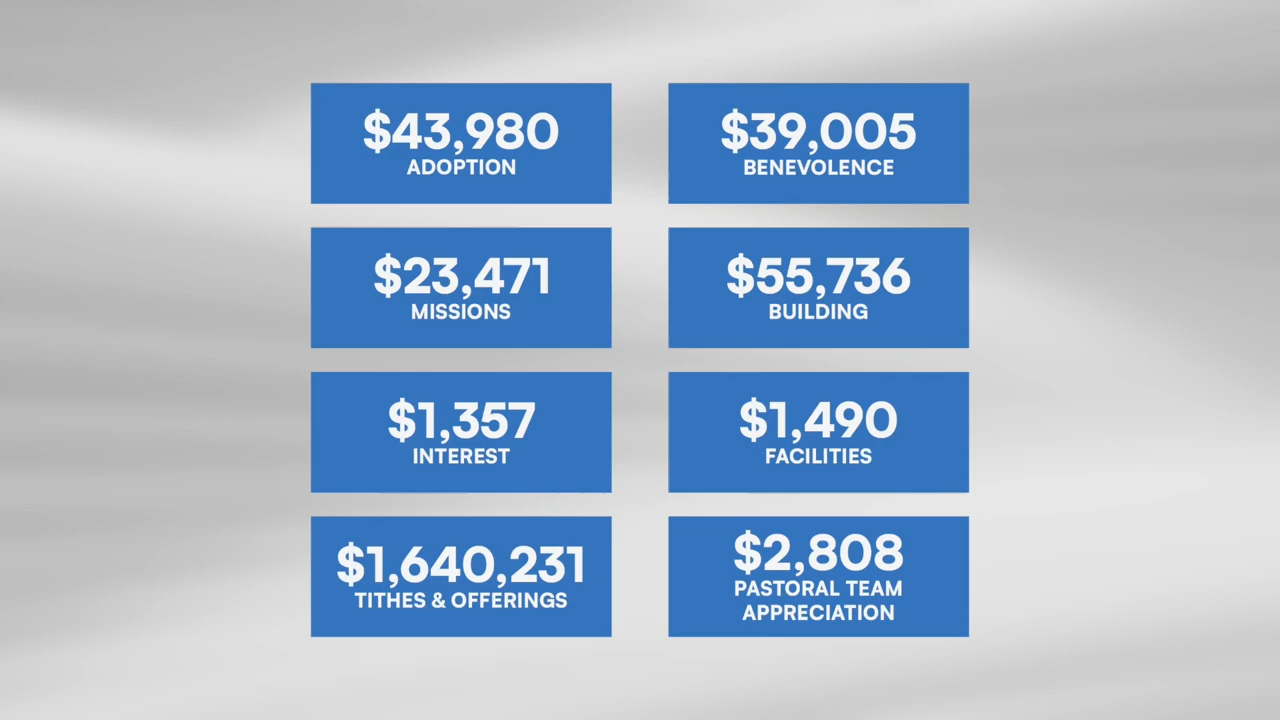 $43,980
ADOPTION
$39,005
BENEVOLENCE
$23,471
MISSIONS
$55,736
BUILDING
$1,357
INTEREST
$1,490
FACILITIES
$1,640,231
TITHES & OFFERINGS
$2,808
PASTORAL TEAM
APPRECIATION